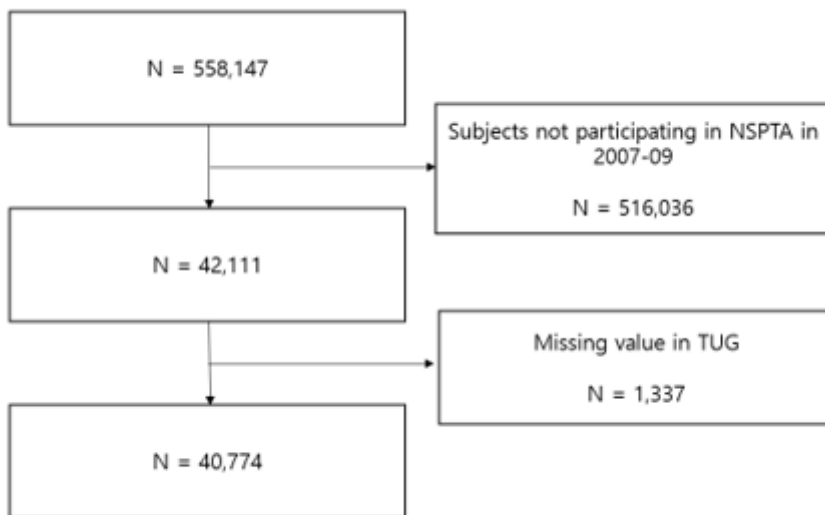 N = 558,147
Subjects not participating in NSPTA in
2007-09
N = 516,036
N = 42,111
Missing value in TUG
N = 1,337
N = 40,774